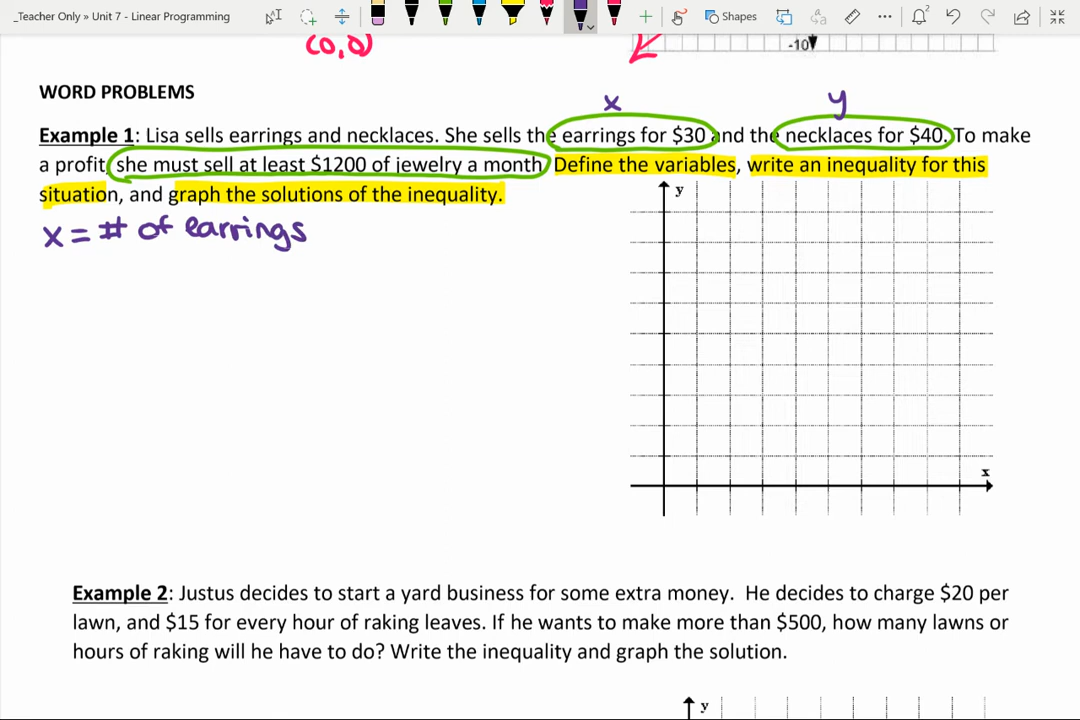 _Teacher Only » Unit 7 - Linear Programming
Shapes
2
(0,0)
-10
WORD PROBLEMS
x
y
Example 1: Lisa sells earrings and necklaces. She sells the earrings for $30 and the necklaces for $40. To make
a profit, she must sell at least $1200 of jewelry a month. Define the variables, write an inequality for this
situation, and graph the solutions of the inequality.
y
x = # of earrings
x
Example 2: Justus decides to start a yard business for some extra money. He decides to charge $20 per
lawn, and $15 for every hour of raking leaves. If he wants to make more than $500, how many lawns or
hours of raking will he have to do? Write the inequality and graph the solution.
y